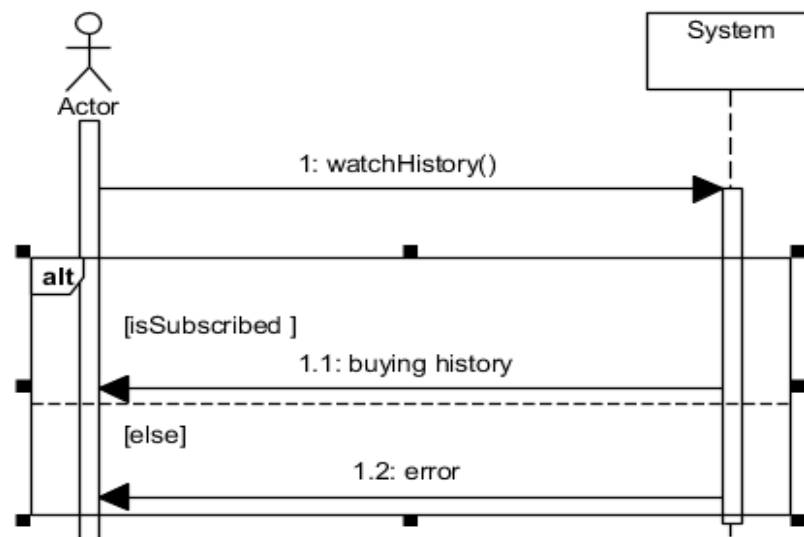 System
Actor
1: watchHistory()
alt
[isSubscribed ]
1.1: buying history
[else]
1.2: error